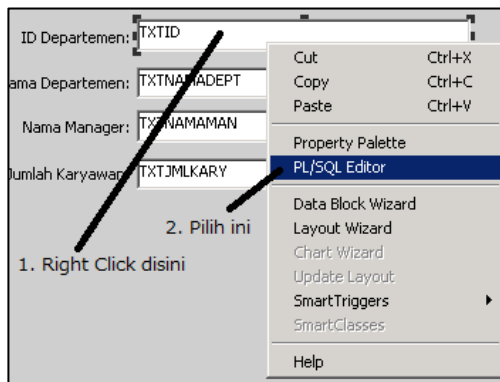 ID Departemen: TXTID
ama Departemen: TXTNAMADEPT
Nama Manager: TXTNAMAMAN
Jumlah Karyawan: TXTJMLKARY
2. Pilih ini
1. Right Click disini
Cut Ctrl+X
Copy Ctrl+C
Paste Ctrl+V
Property Palette
PL/SQL Editor
Data Block Wizard
Layout Wizard
Chart Wizard
Update Layout
SmartTriggers
SmartClasses
Help